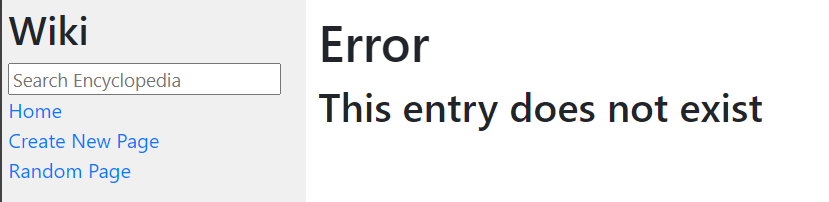 Wiki
Search Encyclopedia
Home
Create New Page
Random Page
Error
This entry does not exist